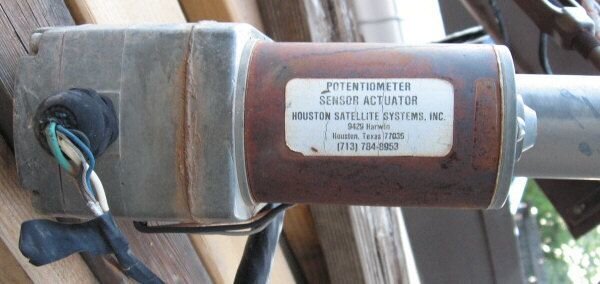 POTENTIOMETER
SENSOR ACTUATOR
HOUSTON SATELLITE SYSTEMS, INC.
9429 Harwin
Houston, Texas 77036
(713) 784-8953